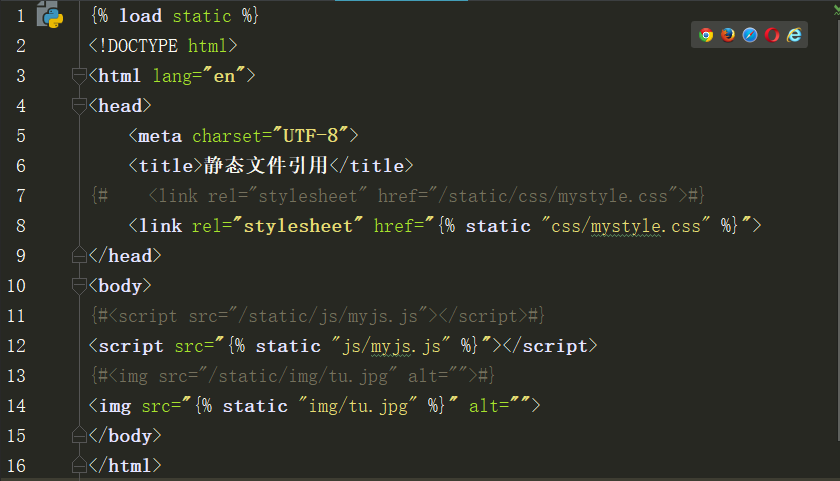 1 {% load static %}
2 <!DOCTYPE html>
3 <html lang="en">
4 <head>
5     <meta charset="UTF-8">
6     <title>静态文件引用</title>
7 {#    <link rel="stylesheet" href="/static/css/mystyle.css">#}
8     <link rel="stylesheet" href="{% static "css/mystyle.css" %}">
9 </head>
10 <body>
11 {#<script src="/static/js/myjs.js"></script>#}
12 <script src="{% static "js/myjs.js" %}"></script>
13 {#<img src="/static/img/tu.jpg" alt="">#}
14 <img src="{% static "img/tu.jpg" %}" alt="">
15 </body>
16 </html>